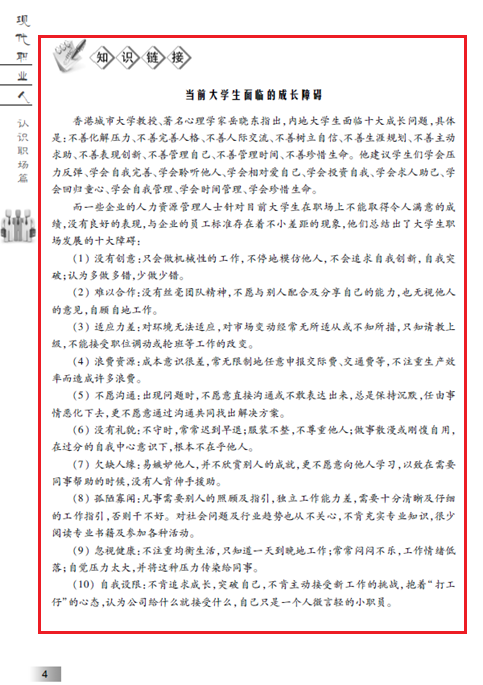 现代职业人
认识职场篇
知识链接
当前大学生面临的成长障碍
香港城市大学教授、著名心理学家岳晓东指出,内地大学生面临十大成长问题,具体
是:不善化解压力、不善完善人格、不善人际交流、不善树立自信、不善生涯规划、不善主动
求助、不善表现创新、不善管理自己、不善管理时间、不善珍惜生命。他建议学生们学会压
力反弹、学会自我完善、学会聆听他人、学会相对爱自己、学会投资自我、学会求人助己、学
会回归重心、学会自我管理、学会时间管理、学会珍惜生命。
而一些企业的人力资源管理人士针对目前大学生在职场上不能取得令人满意的成
绩,没有良好的表现,与企业的员工标准存在着不小差距的现象,他们总结出了大学生职
场发展的十大障碍:
(1) 没有创意:只会做机械性的工作,不停地模仿他人,不会追求自我创新,自我突
破;认为多做多错,少做少错。
(2) 难以合作:没有丝毫团队精神,不愿与别人配合及分享自己的能力,也无视他人
的意见,自顾自地工作。
(3) 适应力差:对环境无法适应,对市场变动经常无所适从或不知所措,只知请教上
级,不能接受职位调动或轮班等工作的改变。
(4) 浪费资源:成本意识很差,常无限制地任意申报交际费、交通费等,不注重生产效
率而造成许多浪费。
(5) 不愿沟通:出现问题时,不愿意直接沟通或不敢表达出来,总是保持沉默,任由事
情恶化下去,更不愿意通过沟通共同找出解决方案。
(6) 没有礼貌:不守时,常常迟到早退;服装不整,不尊重他人;做事散漫或刚愎自用,
在过分的自我中心意识下,根本不在乎他人。
(7) 欠缺人缘:易嫉妒他人,并不欣赏别人的成就,更不愿意向他人学习,以致在需要
同事帮助的时候,没有人肯伸手援助。
(8) 孤陋寡闻:凡事需要别人的照顾及指引,独立工作能力差,需要十分清晰及仔细
的工作指引,否则干不好。对社会问题及行业趋势也从不关心,不肯充实专业知识,很少
阅读专业书籍及参加各种活动。
(9) 忽视健康:不注重均衡生活,只知道一天到晚地工作;常常闷闷不乐,工作情绪低
落;自觉压力太大,并将这种压力传染给同事。
(10) 自我设限:不肯追求成长,突破自己,不肯主动接受新工作的挑战,抱着“打工
仔”的心态,认为公司给什么就接受什么,自己只是一个人微言轻的小职员。
4